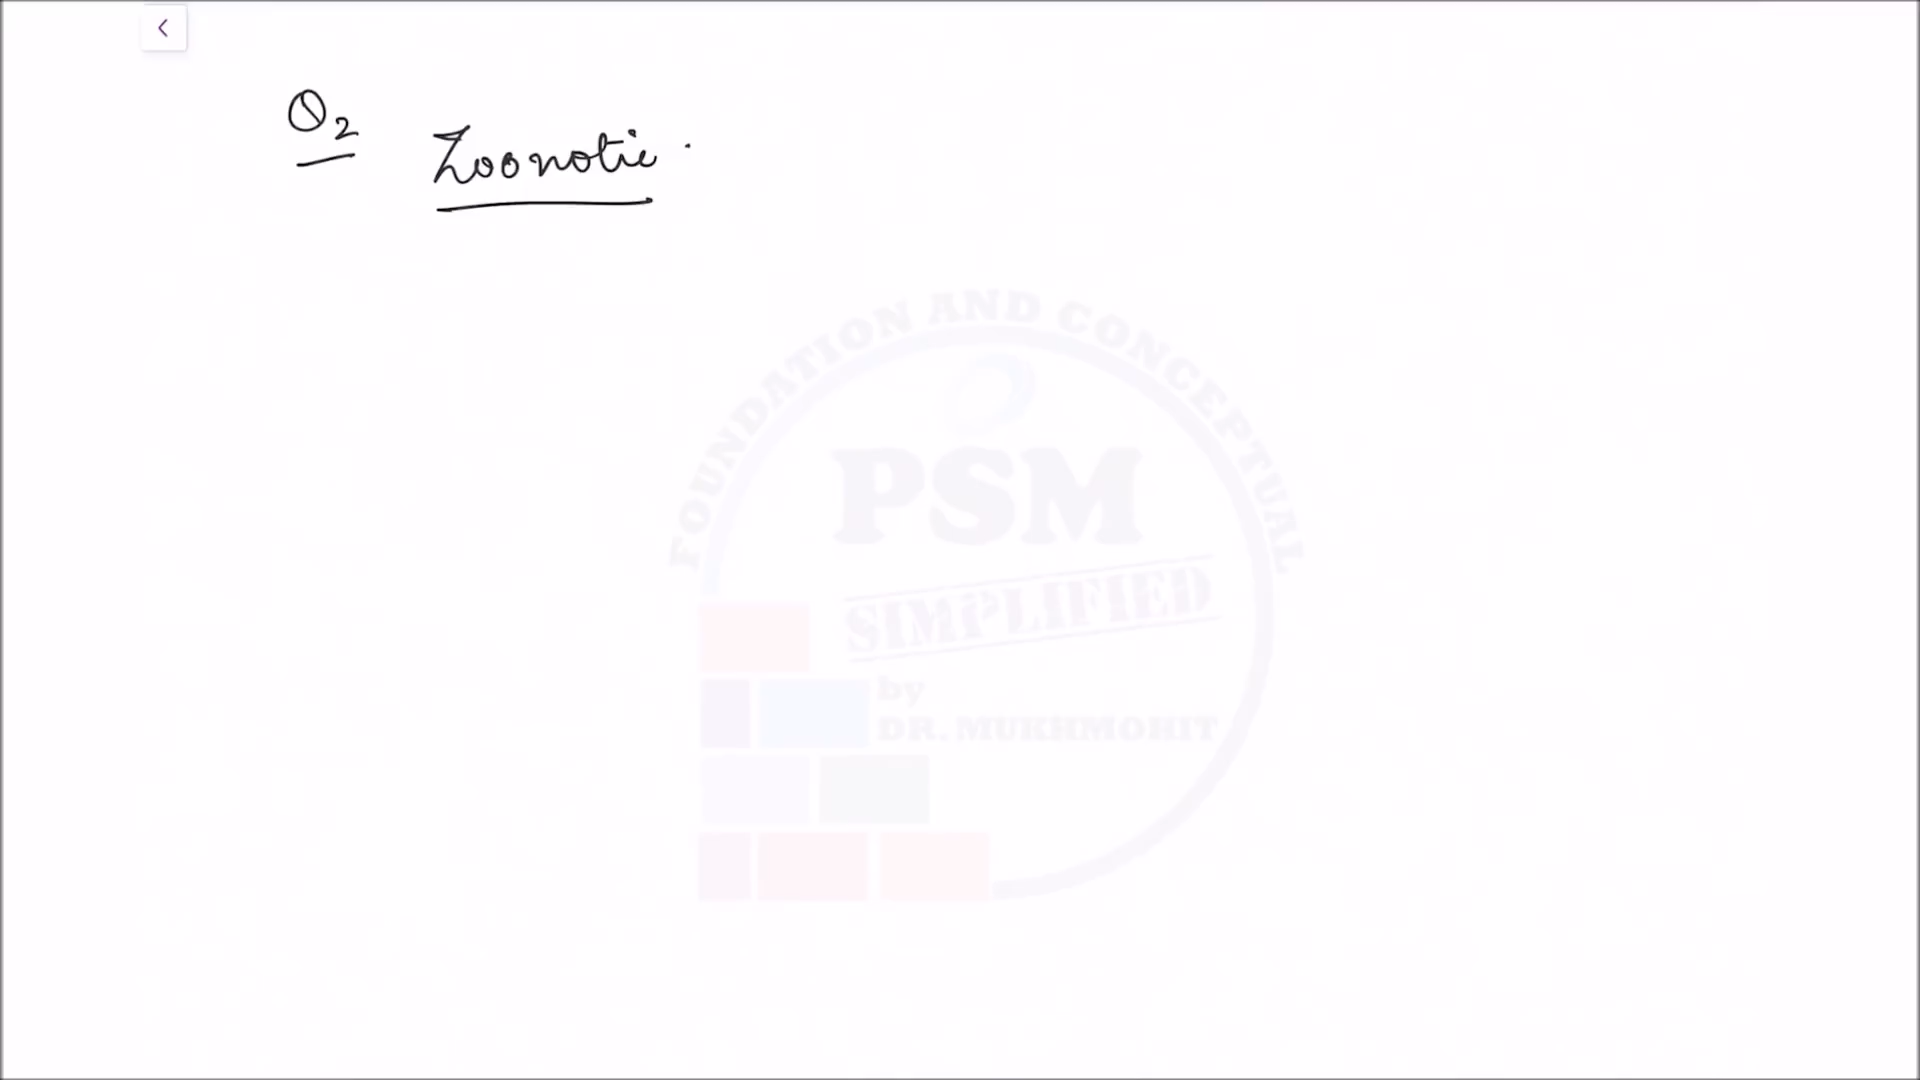 Q2 Zoonotic
FOUNDATION AND CONCEPTUAL
PSM
SIMPLIFIED
by
DR. MUKHMOHIT